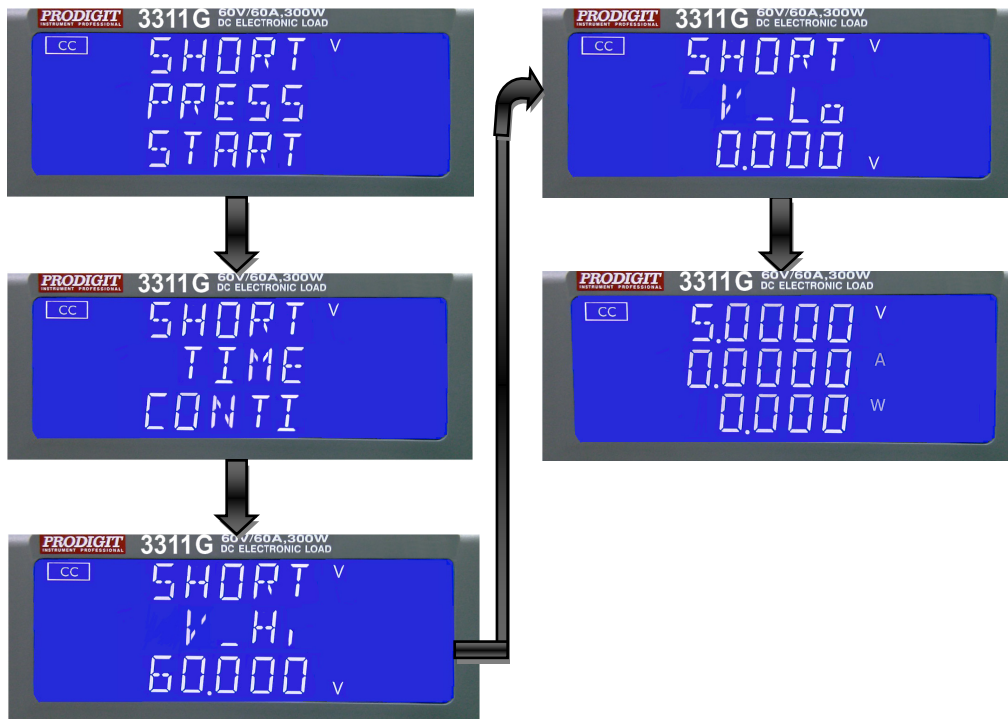 PRODIGIT 3311G 60V/60A,300W
INSTRUMENT PROFESSIONAL DC ELECTRONIC LOAD
CC SHORT V
PRESS
START
PRODIGIT 3311G 60V/60A,300W
INSTRUMENT PROFESSIONAL DC ELECTRONIC LOAD
CC SHORT V
TIME
CONTI
PRODIGIT 3311G 60V/60A,300W
INSTRUMENT PROFESSIONAL DC ELECTRONIC LOAD
CC SHORT V
V_Hi
60.000 V
PRODIGIT 3311G 60V/60A,300W
INSTRUMENT PROFESSIONAL DC ELECTRONIC LOAD
CC SHORT V
V_Lo
0.000 V
PRODIGIT 3311G 60V/60A,300W
INSTRUMENT PROFESSIONAL DC ELECTRONIC LOAD
CC 5.0000 V
0.0000 A
0.000 W